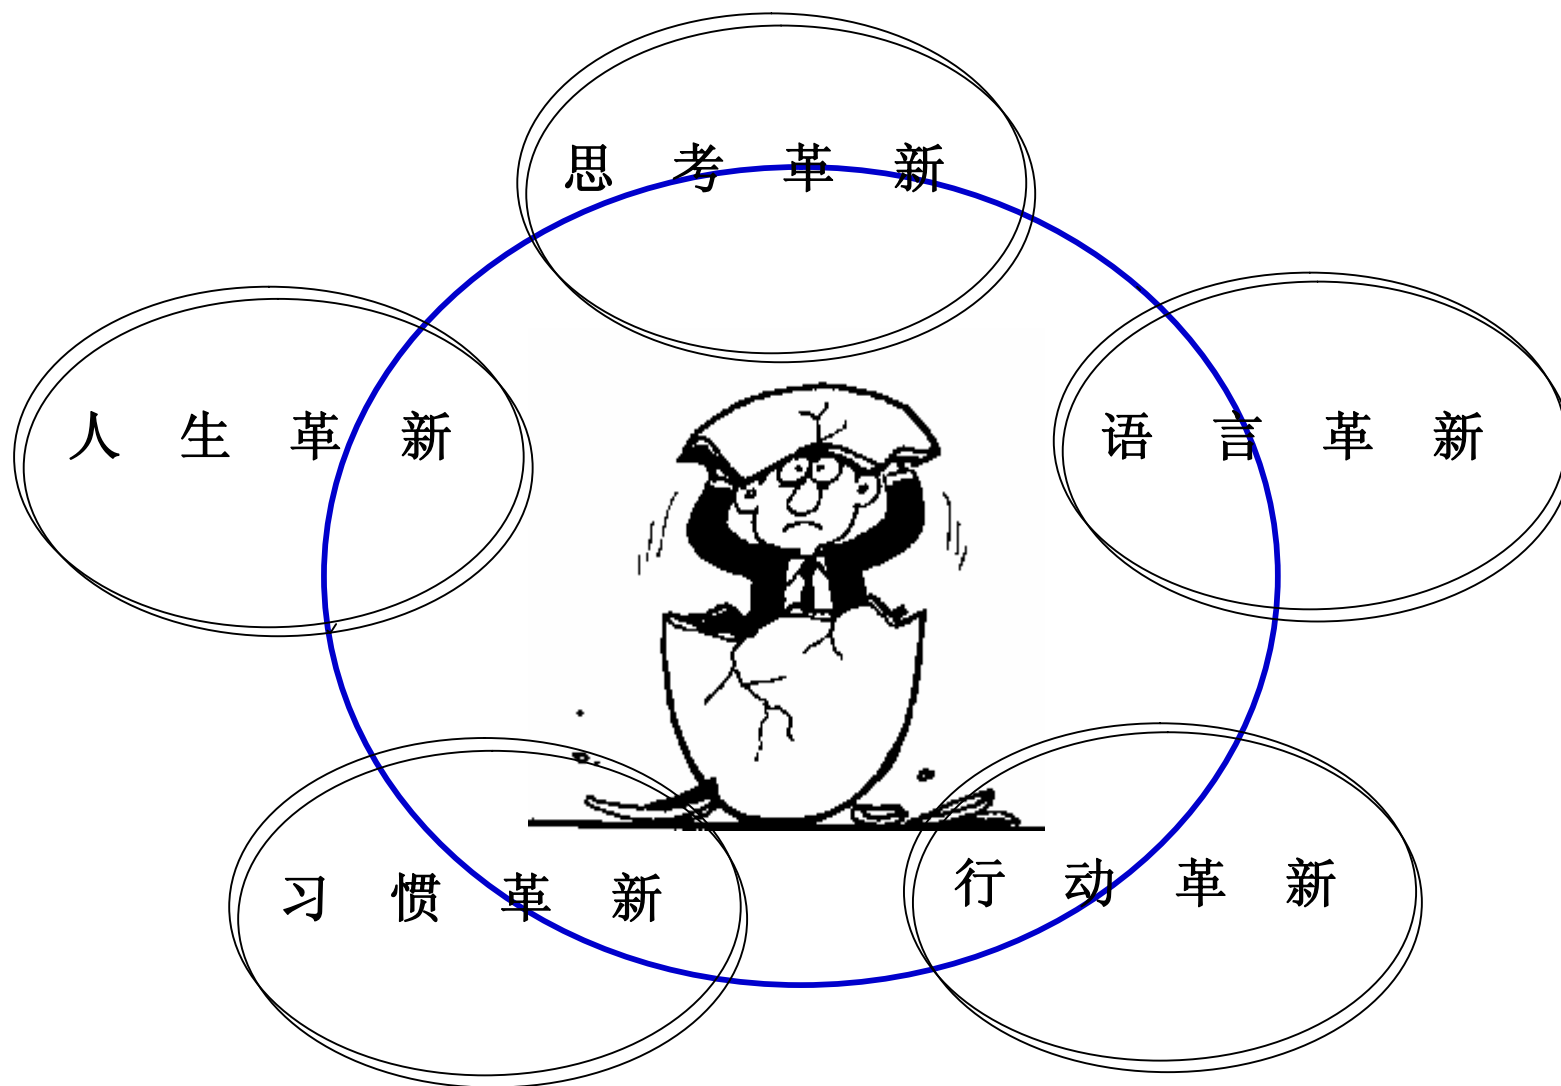 思 考 革 新
人 生 革 新
语 言 革 新
习 惯 革 新
行 动 革 新